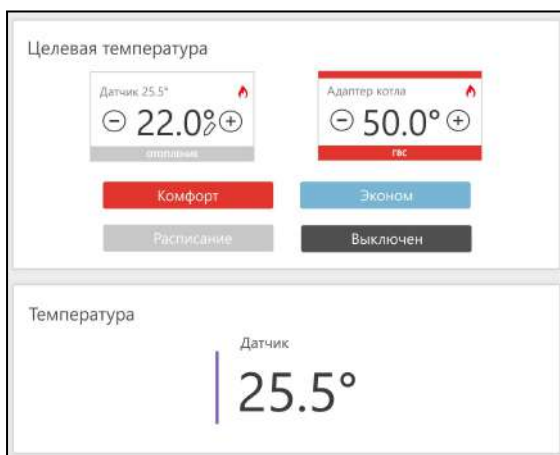 Целевая температура
Датчик 25.5°
22.0°
отопление
Адаптер котла
50.0°
ГВС
Комфорт
Эконом
Расписание
Выключен
Температура
Датчик
25.5°